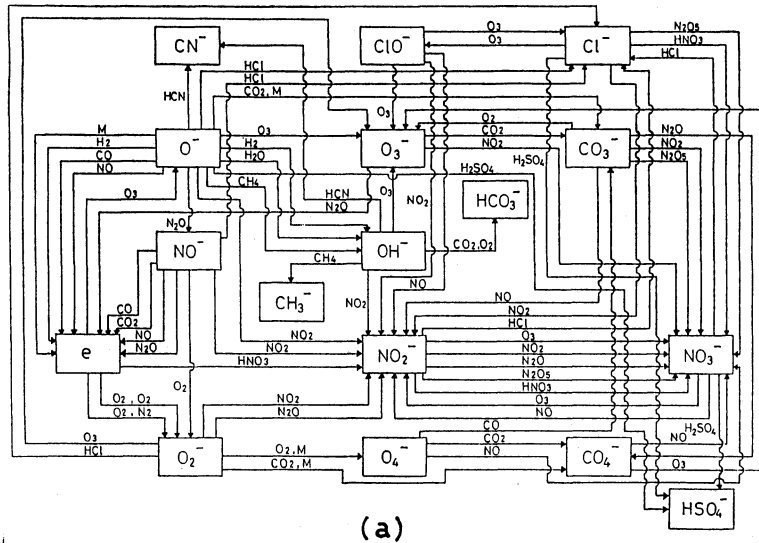 N₂O₅
O₃
O₃
HNO₃
HCl
CN⁻
ClO⁻
Cl⁻
HCl
HCl
CO₂, M
HCN
O₃
O₂
M
O₃
CO₂
N₂O
H₂
H₂
NO₂
NO₂
CO
H₂O
N₂O₅
NO
O⁻
O₃⁻
CO₃⁻
H₂SO₄
H₂SO₄
CH₄
HCN
O₃
NO₂
O₃
N₂O
HCO₃⁻
N₂O
NO⁻
OH⁻
CO₂, O₂
CH₄
NO
CO
CO₂
CH₃⁻
NO₂
NO
NO₂
NO
HCl
N₂O
NO₂
O₃
e
NO₂
NO₂⁻
NO₂
NO₃⁻
HNO₃
N₂O
O₂
N₂O₅
HNO₃
O₂, O₂
NO₂
O₃
O₂, N₂
N₂O
NO
CO
H₂SO₄
O₃
CO₂
NO
HCl
O₂⁻
O₂, M
O₄⁻
NO
CO₄⁻
O₃
CO₂, M
HSO₄⁻
(a)